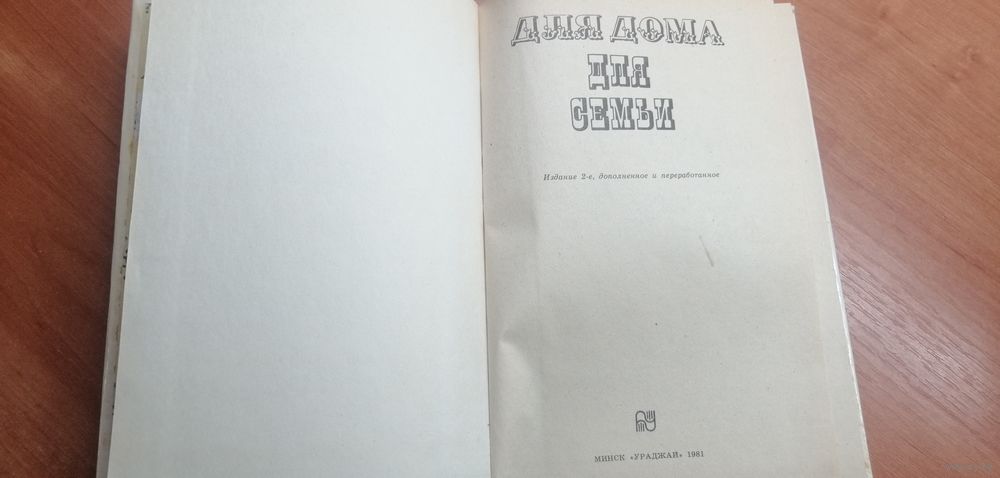 ДЛЯ ДОМА
ДЛЯ
СЕМЬИ
Издание 2-е, дополненное и переработанное
МИНСК «УРАДЖАЙ» 1981